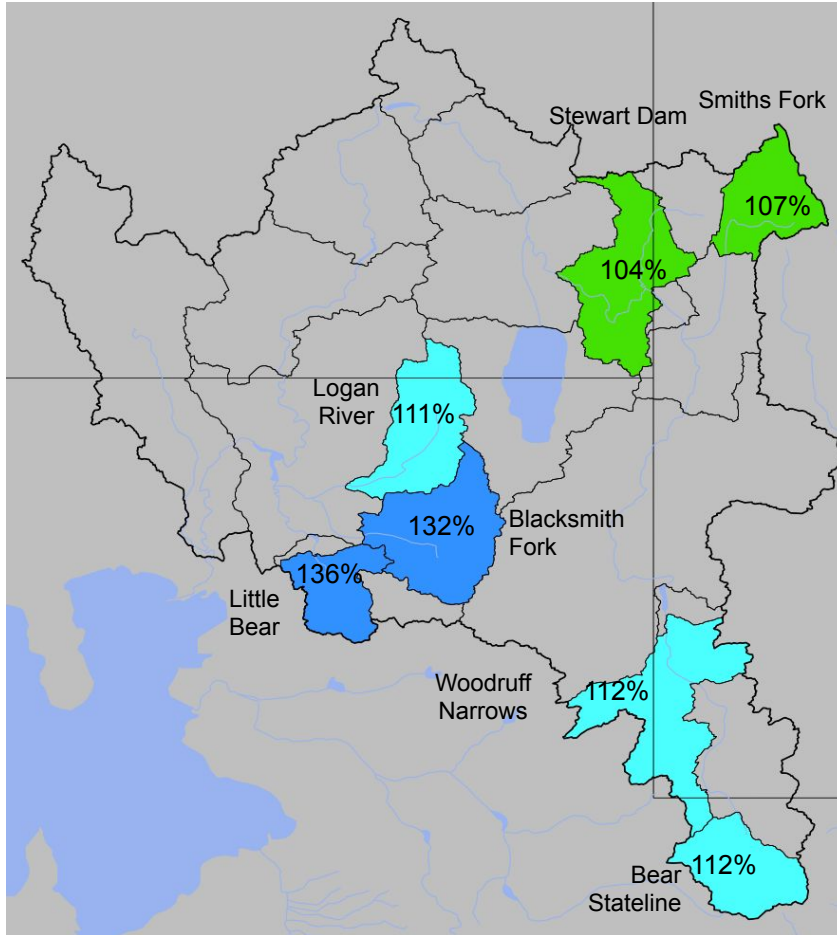 Smiths Fork
Stewart Dam
107%
104%
Logan
River
111%
132%
Blacksmith
Fork
136%
Little
Bear
Woodruff
Narrows
112%
112%
Bear
Stateline